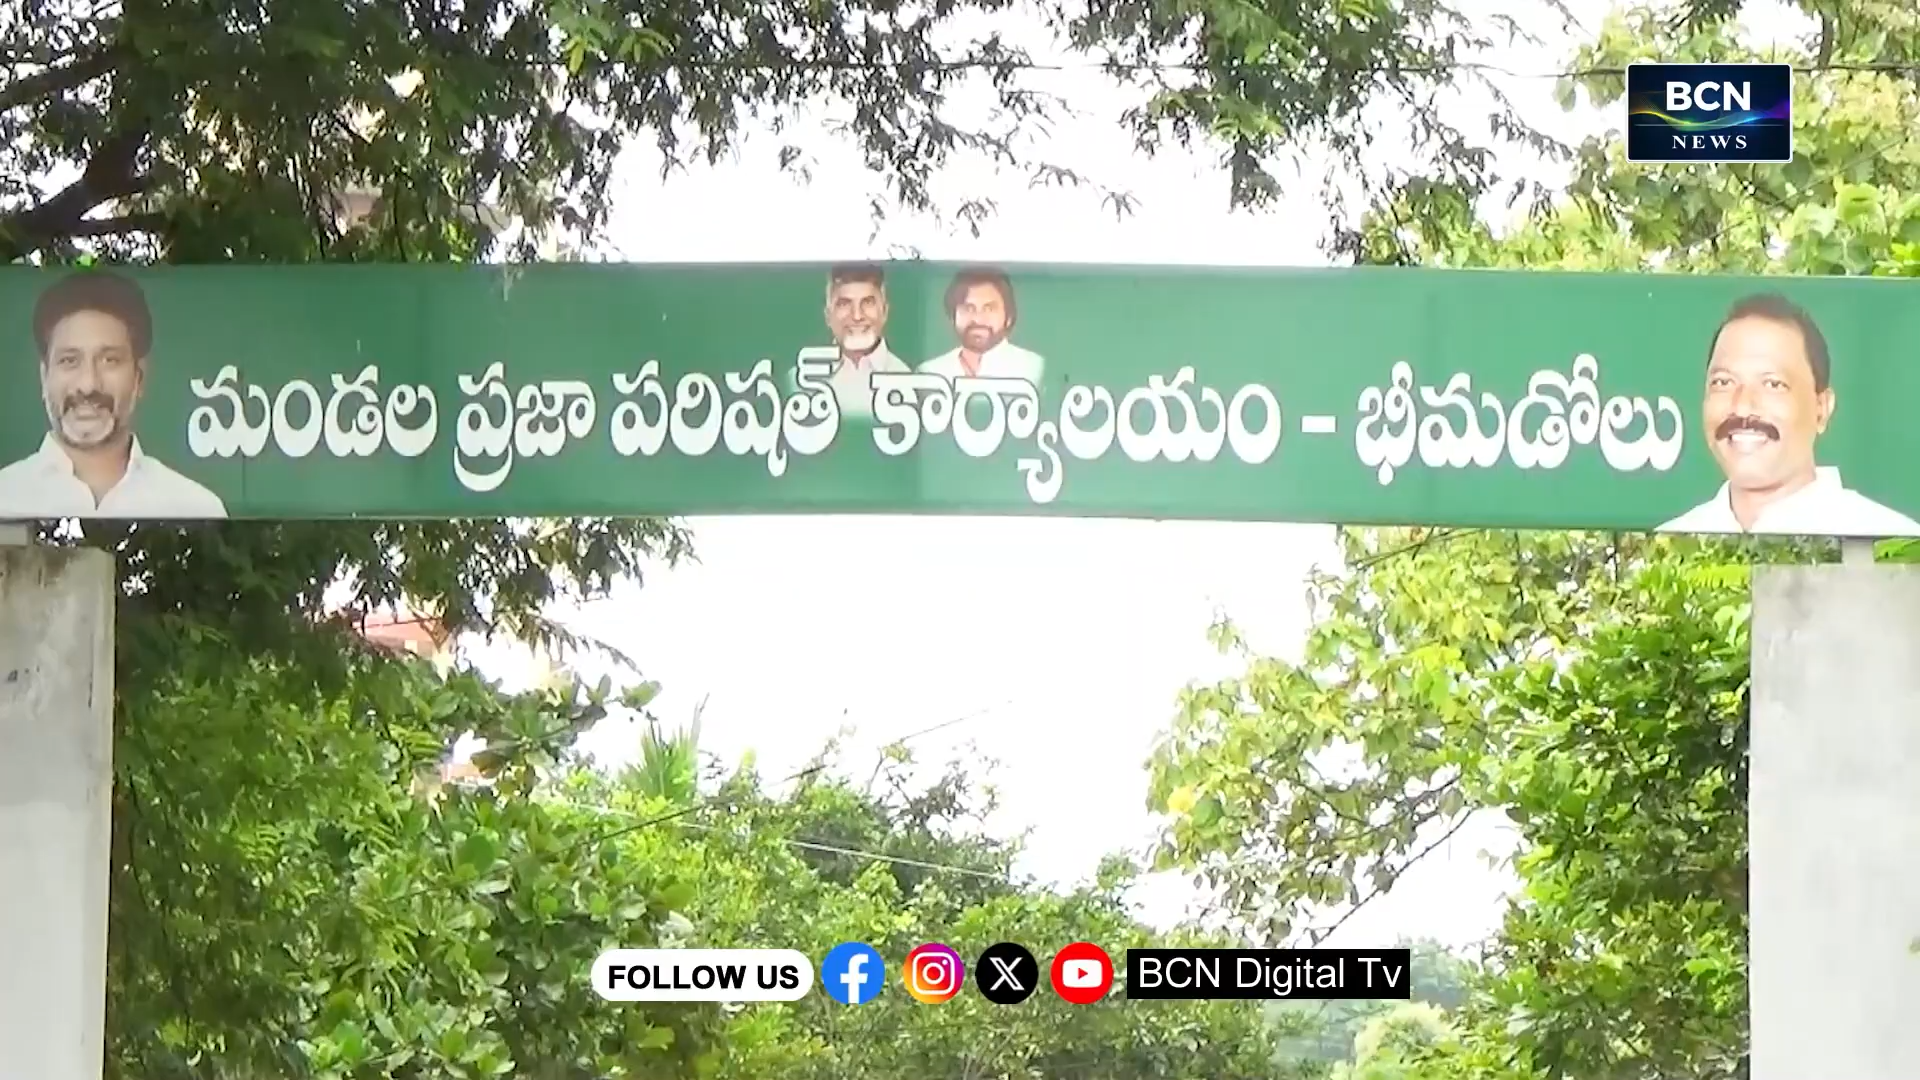 BCN
NEWS
మండల ప్రజా పరిషత్ కార్యాలయం - భీమడోలు
FOLLOW US BCN Digital Tv